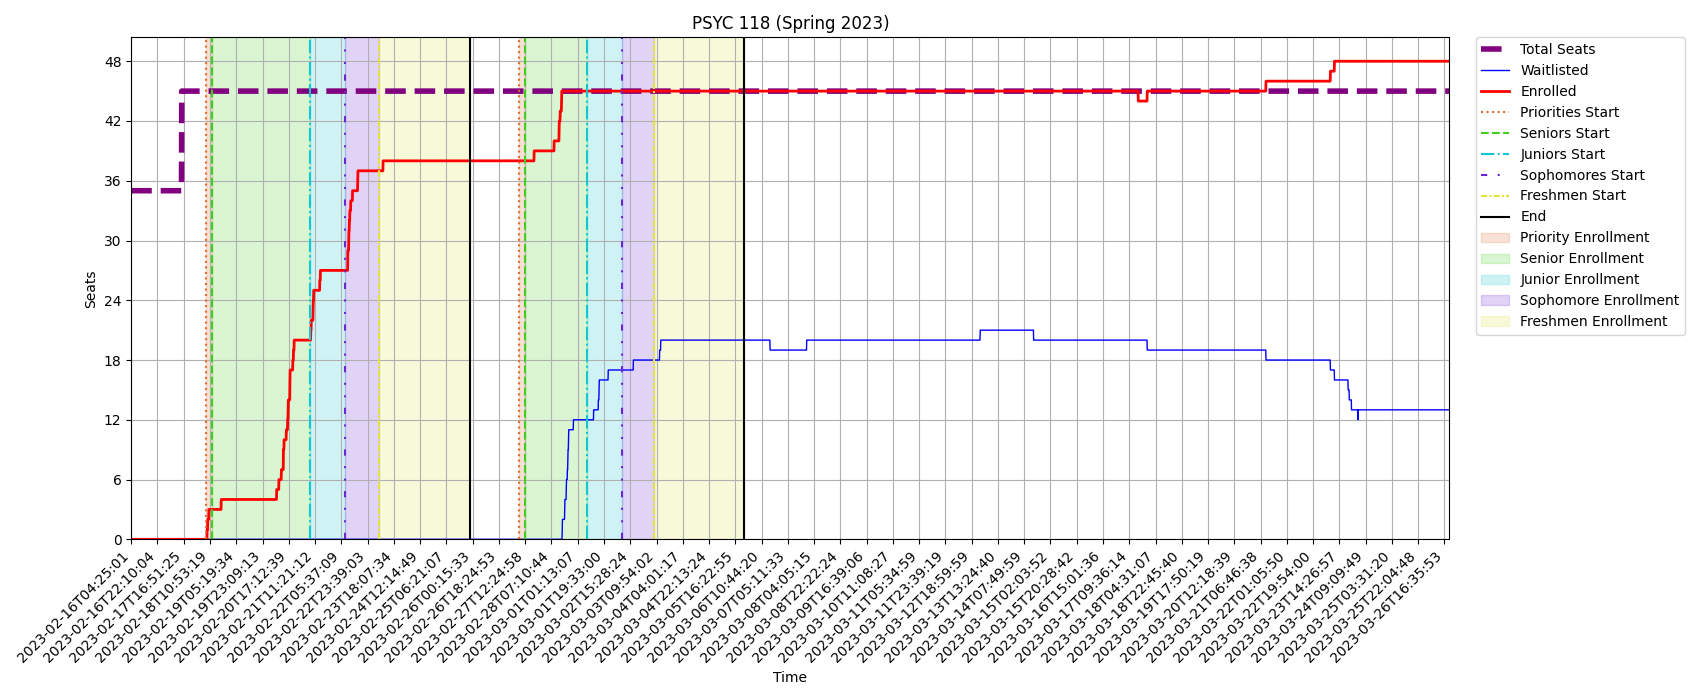 PSYC 118 (Spring 2023)
Seats
48
42
36
30
24
18
12
6
0
2023-02-16T04:25:01
2023-02-16T22:10:04
2023-02-17T16:51:25
2023-02-18T10:53:19
2023-02-19T05:19:34
2023-02-19T23:09:13
2023-02-20T17:12:39
2023-02-21T11:21:12
2023-02-22T05:37:09
2023-02-22T23:39:03
2023-02-23T18:07:34
2023-02-24T12:14:49
2023-02-25T06:21:07
2023-02-26T00:15:33
2023-02-26T18:24:53
2023-02-27T12:24:58
2023-02-28T07:10:44
2023-03-01T01:13:07
2023-03-01T19:33:00
2023-03-02T15:28:24
2023-03-03T09:54:02
2023-03-04T04:01:17
2023-03-04T22:13:24
2023-03-05T16:22:55
2023-03-06T10:44:20
2023-03-07T05:11:33
2023-03-08T04:05:15
2023-03-08T22:22:24
2023-03-09T16:39:06
2023-03-10T11:08:27
2023-03-11T05:34:59
2023-03-11T23:39:19
2023-03-12T18:59:59
2023-03-13T13:24:40
2023-03-14T07:49:59
2023-03-15T02:03:52
2023-03-15T20:28:42
2023-03-16T15:01:36
2023-03-17T09:36:14
2023-03-18T04:31:07
2023-03-18T22:45:40
2023-03-19T17:50:19
2023-03-20T12:18:39
2023-03-21T06:46:38
2023-03-22T01:05:50
2023-03-22T19:54:00
2023-03-23T14:26:57
2023-03-24T09:09:49
2023-03-25T03:31:20
2023-03-25T22:04:48
2023-03-26T16:35:53
Time
Total Seats
Waitlisted
Enrolled
Priorities Start
Seniors Start
Juniors Start
Sophomores Start
Freshmen Start
End
Priority Enrollment
Senior Enrollment
Junior Enrollment
Sophomore Enrollment
Freshmen Enrollment